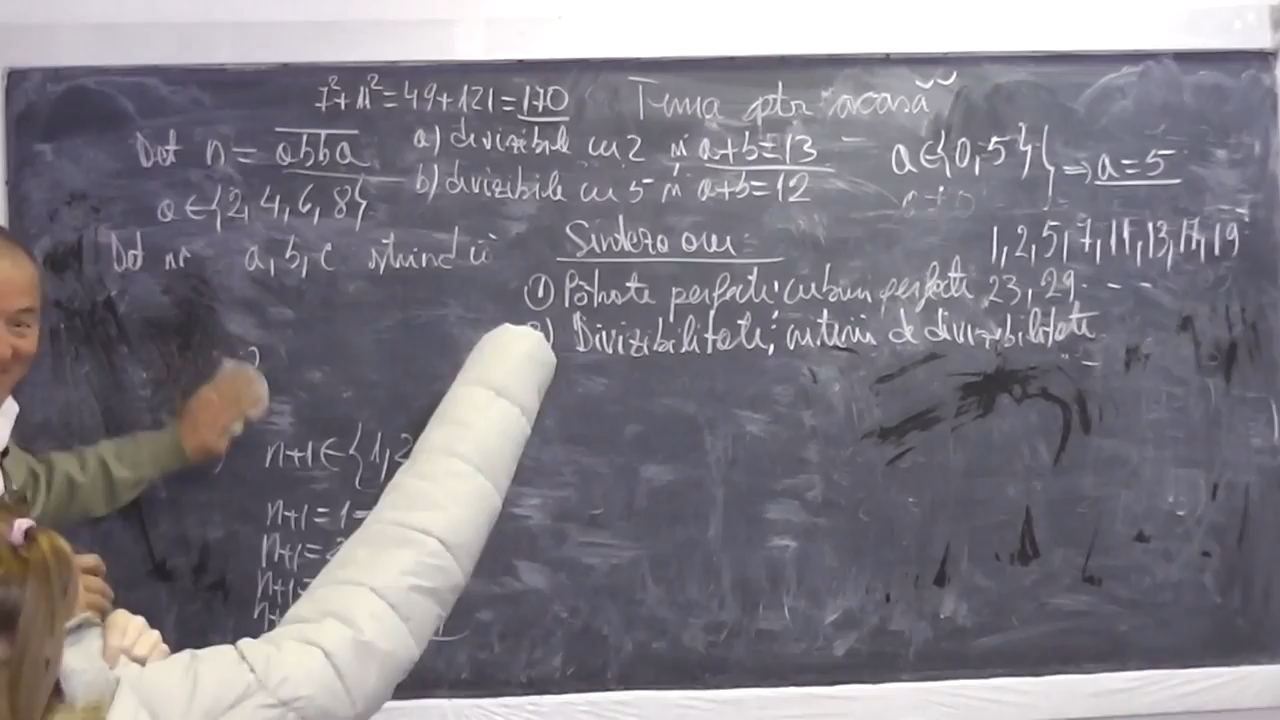 7²+11²=49+121=170
Tema ptr acasă
Det n = abba a) divizibile cu 2 și a+b=13
b) divizibile cu 5 și a+b=12
a∈{2,4,6,8}
a∈{0,5} } ⇒ a=5
a≠0
Det nr a,b,c știind că
Sinteza orei:
1,2,5,7,11,13,17,19
① Pătrate perfecte; cuburi perfecte 23, 29 - - -
2) Divizibilitate; criterii de divizibilitate
n+1∈{1,2
n+1=1
n+1=2
n+1=